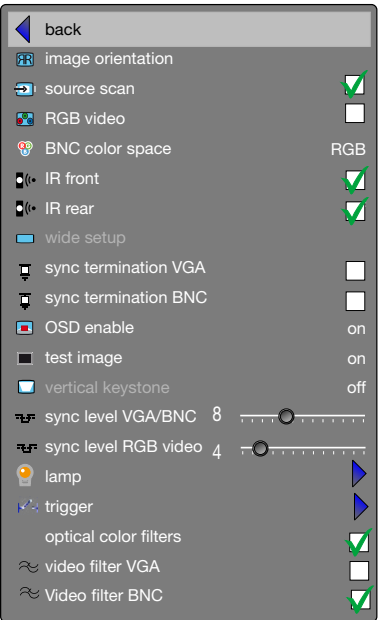 back
image orientation
source scan
RGB video
BNC color space RGB
IR front
IR rear
wide setup
sync termination VGA
sync termination BNC
OSD enable on
test image on
vertical keystone off
sync level VGA/BNC 8
sync level RGB video 4
lamp
trigger
optical color filters
video filter VGA
Video filter BNC